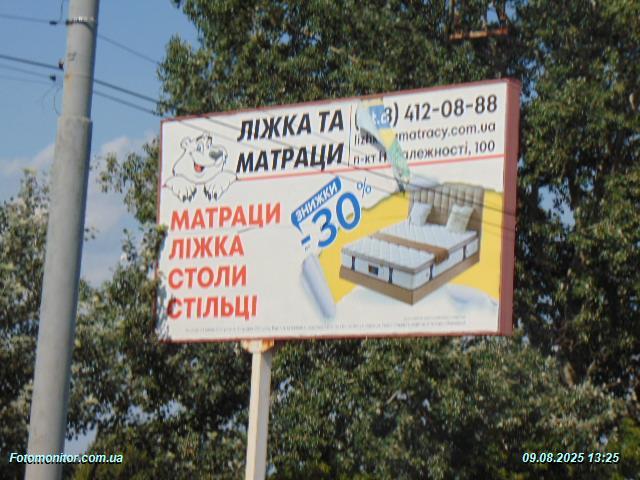 ЛІЖКА ТА
МАТРАЦИ
412-08-88
matracy.com.ua
100
МАТРАЦИ
ЛІЖКА
СТОЛИ
СТІЛЬЦІ
ЗНИЖКИ
-30%
Fotomonitor.com.ua
09.08.2025 13:25